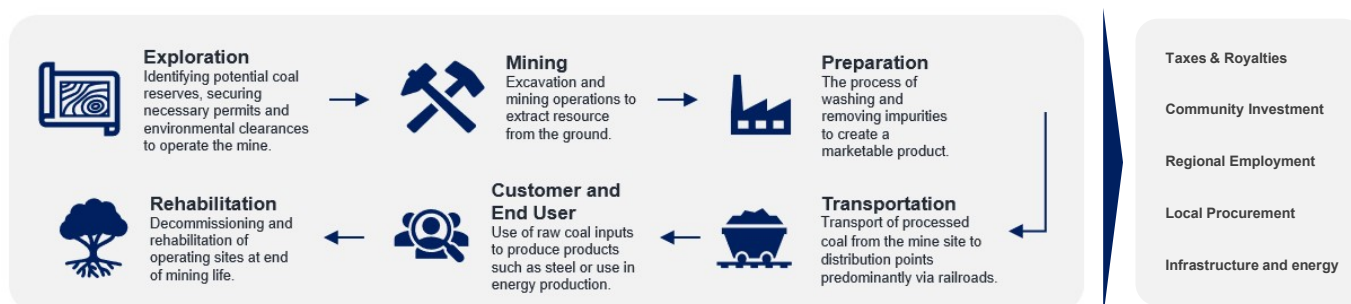 Exploration
Identifying potential coal
reserves, securing
necessary permits and
environmental clearances
to operate the mine.
Mining
Excavation and
mining operations to
extract resource
from the ground.
Preparation
The process of
washing and
removing impurities
to create a
marketable product.
Transportation
Transport of processed
coal from the mine site to
distribution points
predominantly via railroads.
Customer and
End User
Use of raw coal inputs
to produce products
such as steel or use in
energy production.
Rehabilitation
Decommissioning and
rehabilitation of
operating sites at end
of mining life.
Taxes & Royalties
Community Investment
Regional Employment
Local Procurement
Infrastructure and energy